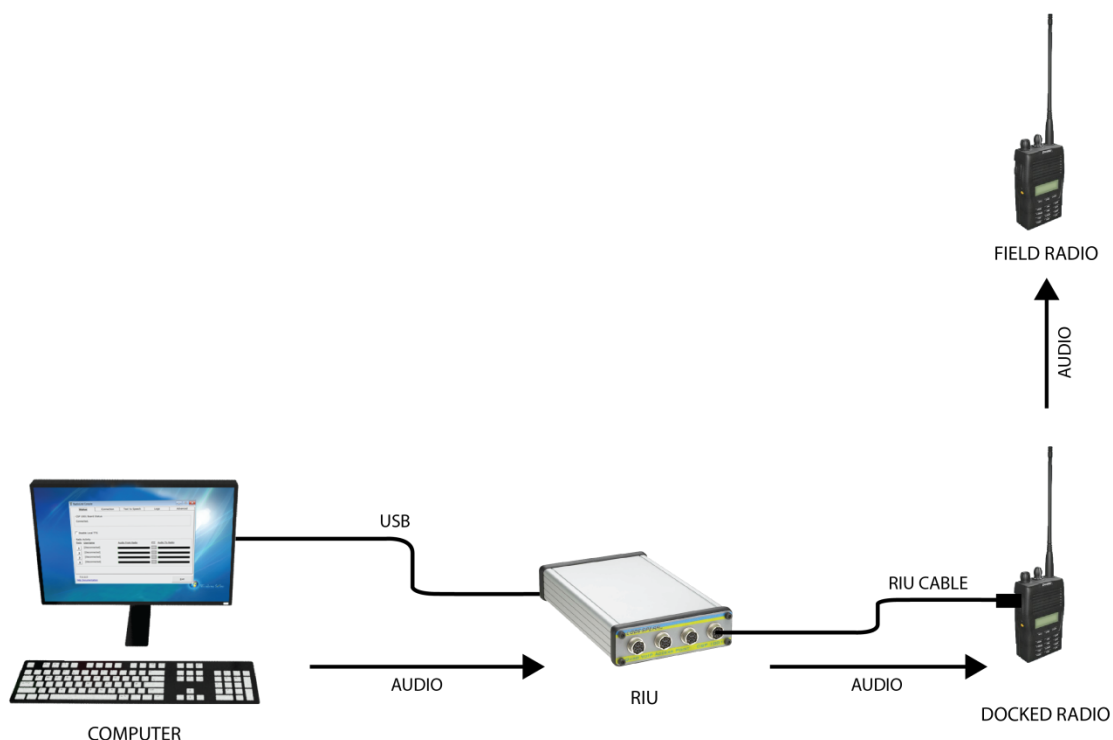 FIELD RADIO
AUDIO
USB
RIU CABLE
AUDIO
RIU
AUDIO
DOCKED RADIO
COMPUTER